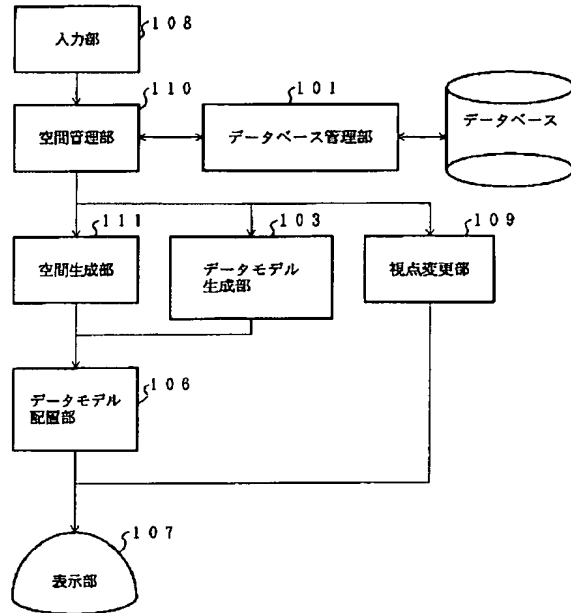 108
入力部
110
空間管理部
101
データベース管理部
データベース
111
空間生成部
103
データモデル
生成部
109
視点変更部
106
データモデル
配置部
107
表示部